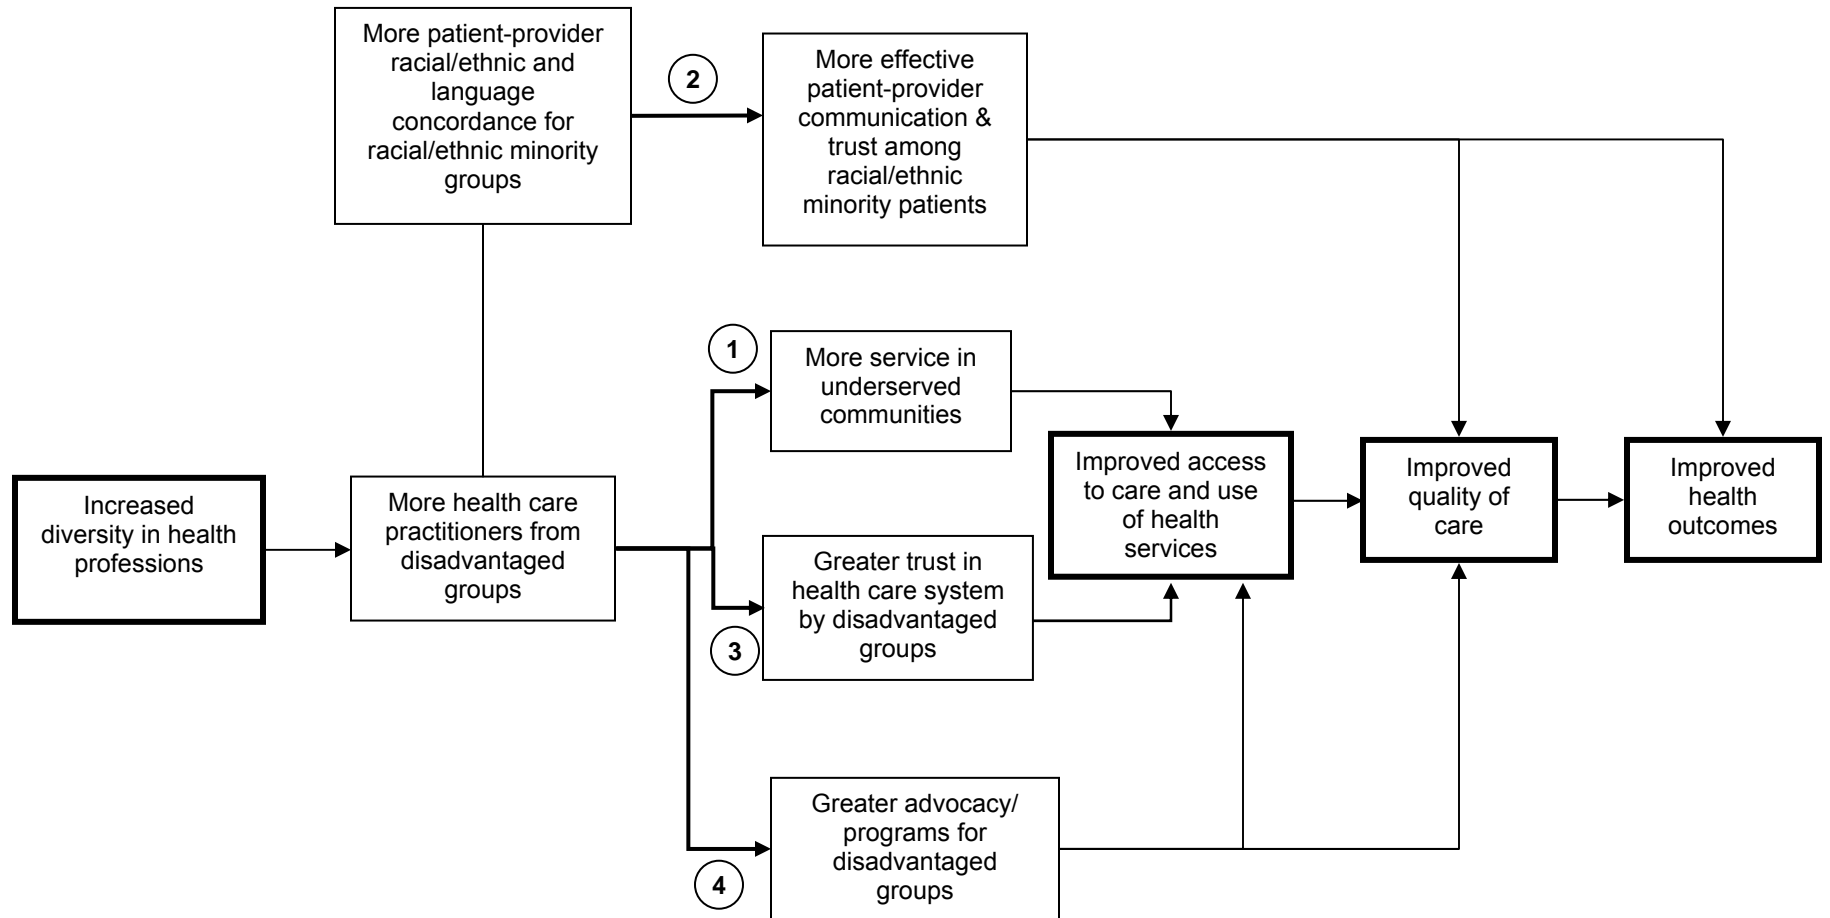 More patient-provider
racial/ethnic and
language
concordance for
racial/ethnic minority
groups
2
More effective
patient-provider
communication &
trust among
racial/ethnic
minority patients
1
More service in
underserved
communities
Increased
diversity in health
professions
More health care
practitioners from
disadvantaged
groups
3
Greater trust in
health care system
by disadvantaged
groups
Improved access
to care and use
of health
services
Improved
quality of
care
Improved
health
outcomes
4
Greater advocacy/
programs for
disadvantaged
groups